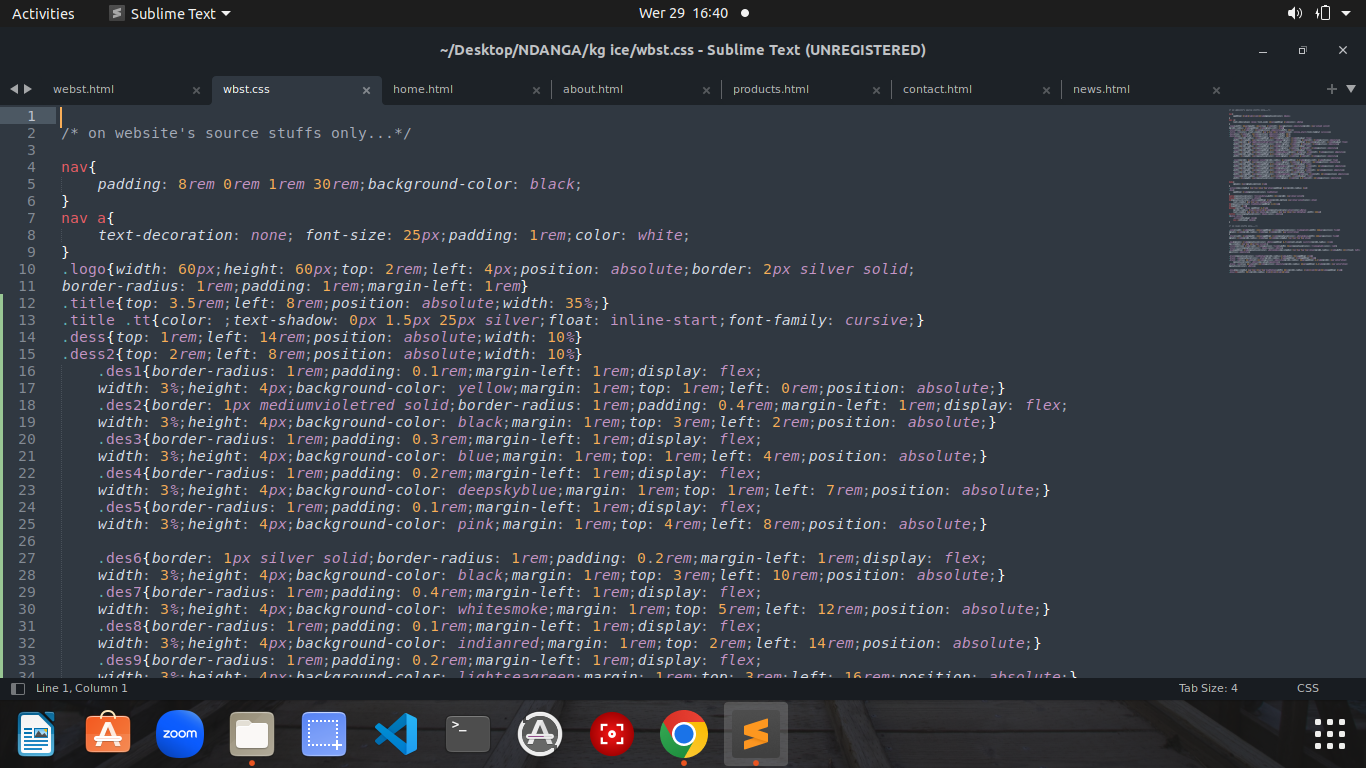 Activities Sublime Text Wer 29 16:40
~/Desktop/NDANGA/kg ice/wbst.css - Sublime Text (UNREGISTERED)
webst.html wbst.css home.html about.html products.html contact.html news.html
1
2 /* on website's source stuffs only...*/
3
4 nav{
5 padding: 8rem 0rem 1rem 30rem;background-color: black;
6 }
7 nav a{
8 text-decoration: none; font-size: 25px;padding: 1rem;color: white;
9 }
10 .logo{width: 60px;height: 60px;top: 2rem;left: 4px;position: absolute;border: 2px silver solid;
11 border-radius: 1rem;padding: 1rem;margin-left: 1rem}
12 .title{top: 3.5rem;left: 8rem;position: absolute;width: 35%;}
13 .title .tt{color: ;text-shadow: 0px 1.5px 25px silver;float: inline-start;font-family: cursive;}
14 .dess{top: 1rem;left: 14rem;position: absolute;width: 10%}
15 .dess2{top: 2rem;left: 8rem;position: absolute;width: 10%}
16 .des1{border-radius: 1rem;padding: 0.1rem;margin-left: 1rem;display: flex;
17 width: 3%;height: 4px;background-color: yellow;margin: 1rem;top: 1rem;left: 0rem;position: absolute;}
18 .des2{border: 1px mediumvioletred solid;border-radius: 1rem;padding: 0.4rem;margin-left: 1rem;display: flex;
19 width: 3%;height: 4px;background-color: black;margin: 1rem;top: 3rem;left: 2rem;position: absolute;}
20 .des3{border-radius: 1rem;padding: 0.3rem;margin-left: 1rem;display: flex;
21 width: 3%;height: 4px;background-color: blue;margin: 1rem;top: 1rem;left: 4rem;position: absolute;}
22 .des4{border-radius: 1rem;padding: 0.2rem;margin-left: 1rem;display: flex;
23 width: 3%;height: 4px;background-color: deepskyblue;margin: 1rem;top: 1rem;left: 7rem;position: absolute;}
24 .des5{border-radius: 1rem;padding: 0.1rem;margin-left: 1rem;display: flex;
25 width: 3%;height: 4px;background-color: pink;margin: 1rem;top: 4rem;left: 8rem;position: absolute;}
26
27 .des6{border: 1px silver solid;border-radius: 1rem;padding: 0.2rem;margin-left: 1rem;display: flex;
28 width: 3%;height: 4px;background-color: black;margin: 1rem;top: 3rem;left: 10rem;position: absolute;}
29 .des7{border-radius: 1rem;padding: 0.4rem;margin-left: 1rem;display: flex;
30 width: 3%;height: 4px;background-color: whitesmoke;margin: 1rem;top: 5rem;left: 12rem;position: absolute;}
31 .des8{border-radius: 1rem;padding: 0.1rem;margin-left: 1rem;display: flex;
32 width: 3%;height: 4px;background-color: indianred;margin: 1rem;top: 2rem;left: 14rem;position: absolute;}
33 .des9{border-radius: 1rem;padding: 0.2rem;margin-left: 1rem;display: flex;
34 width: 3%;height: 4px;background-color: lightseagreen;margin: 1rem;top: 3rem;left: 16rem;position: absolute;}
Line 1, Column 1 Tab Size: 4 CSS
zoom